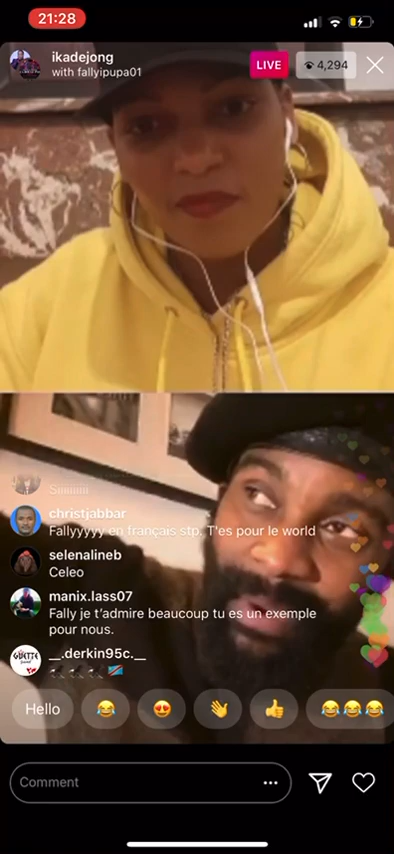 21:28
ikadejong
with fallyipupa01
LIVE
4,294
christjabbar
Fallyyyyy en français stp. T'es pour le world
selenalineb
Celeo
manix.lass07
Fally je t'admire beaucoup tu es un exemple
pour nous.
__.derkin95c.__
Hello
Comment